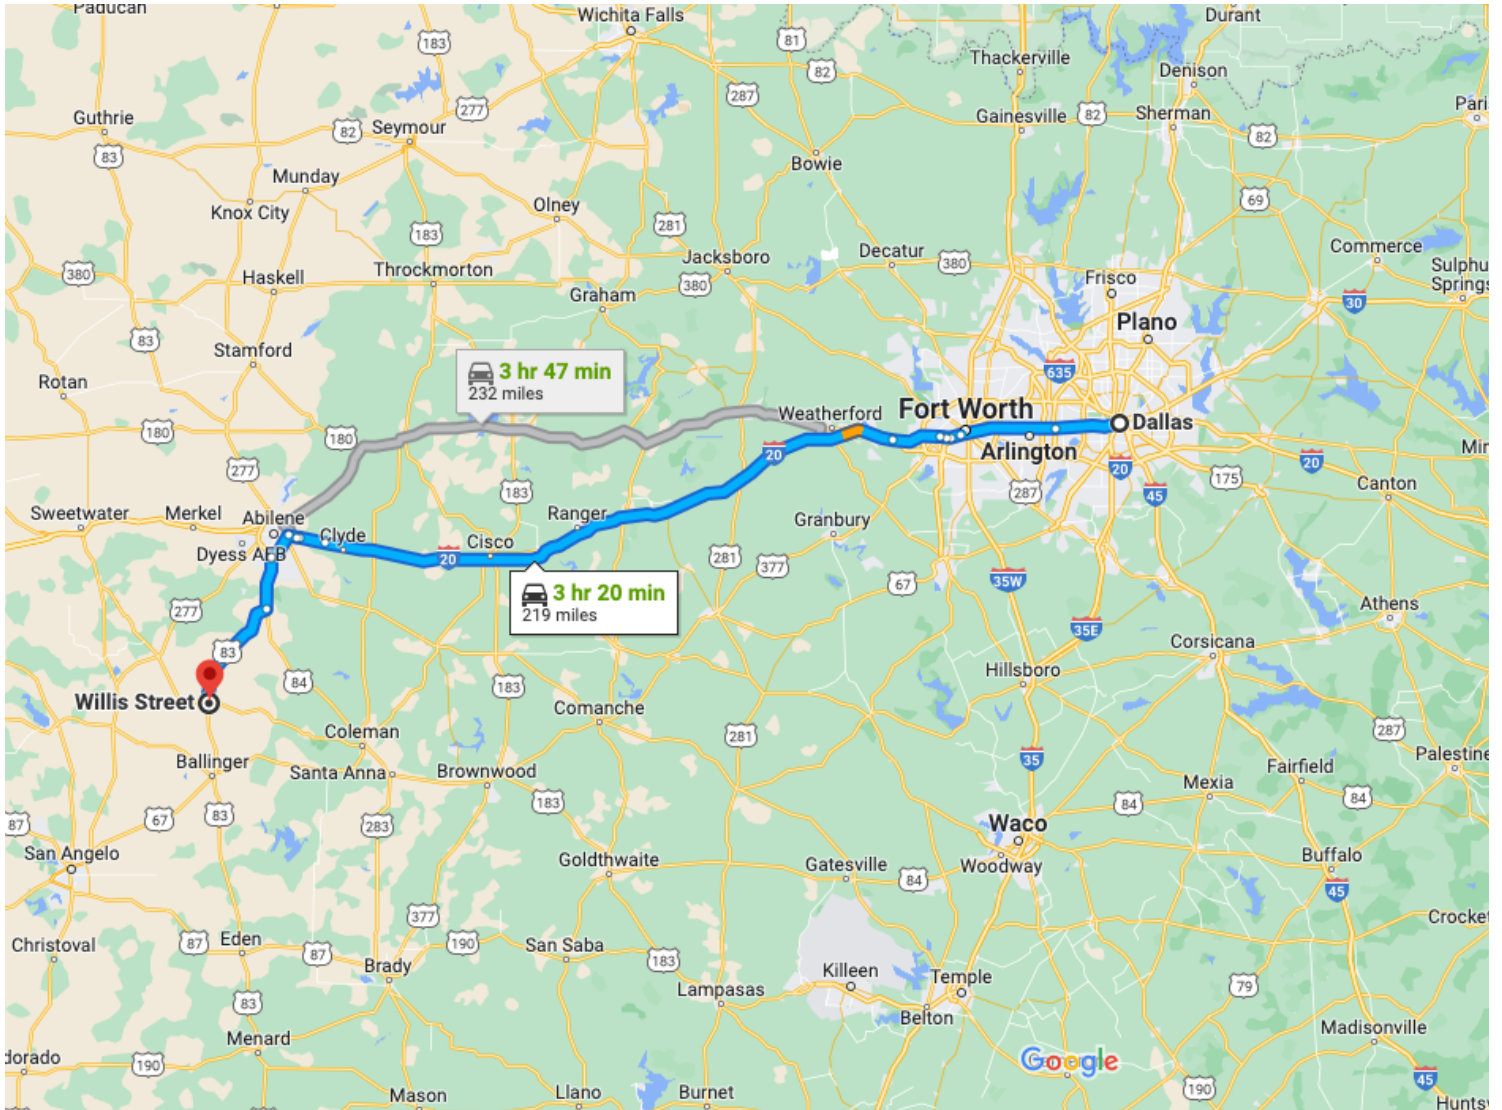 Paducah
Wichita Falls
Durant
183
81
Thackerville
82
Denison
277
287
Guthrie
82
Seymour
Gainesville
82
Sherman
82
83
Bowie
Munday
Knox City
Olney
69
183
281
Commerce
Jacksboro
Decatur
380
380
Haskell
Throckmorton
380
Frisco
Graham
30
Plano
83
Stamford
635
3 hr 47 min
232 miles
Rotan
Weatherford
Fort Worth
Dallas
180
180
20
Arlington
20
20
277
175
45
183
287
Canton
Sweetwater
Merkel
Abilene
Ranger
Granbury
Clyde
Cisco
Dyess AFB
20
281
377
67
35W
3 hr 20 min
219 miles
277
Athens
35E
Corsicana
83
Hillsboro
84
183
Willis Street
Comanche
Coleman
281
287
Ballinger
Santa Anna
Brownwood
35
Palestine
Fairfield
Mexia
183
84
84
67
83
283
87
Waco
San Angelo
Goldthwaite
Gatesville
Woodway
Buffalo
84
45
377
Christoval
87
Eden
87
190
San Saba
183
Brady
Killeen
Temple
79
Lampasas
83
Belton
Menard
Madisonville
190
Google
45
190
Mason
Llano
Burnet